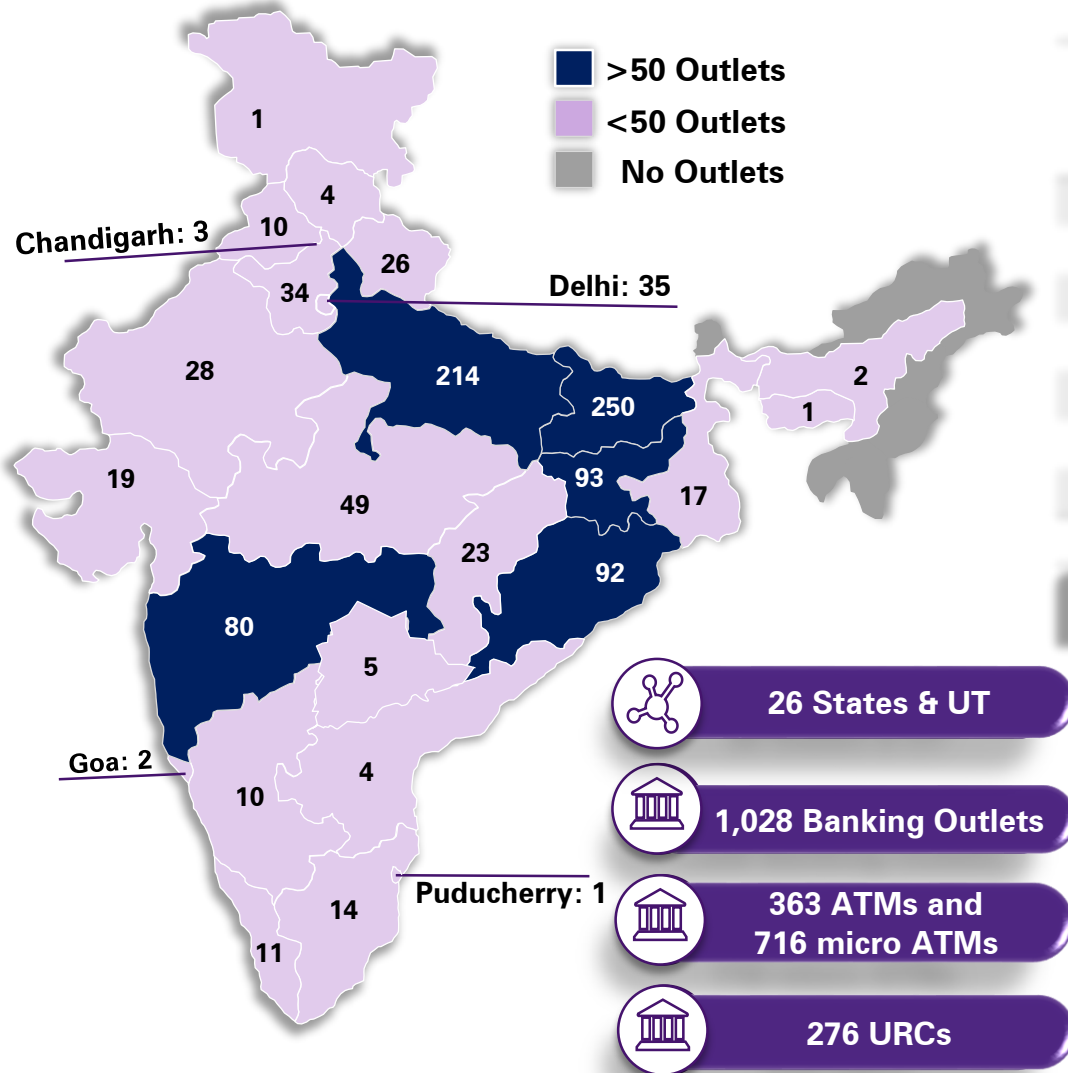 >50 Outlets
<50 Outlets
No Outlets
1
4
10
Chandigarh: 3
26
34
Delhi: 35
28
214
250
2
1
19
49
93
17
23
92
80
5
Goa: 2
4
10
Puducherry: 1
14
11
26 States & UT
1,028 Banking Outlets
363 ATMs and
716 micro ATMs
276 URCs